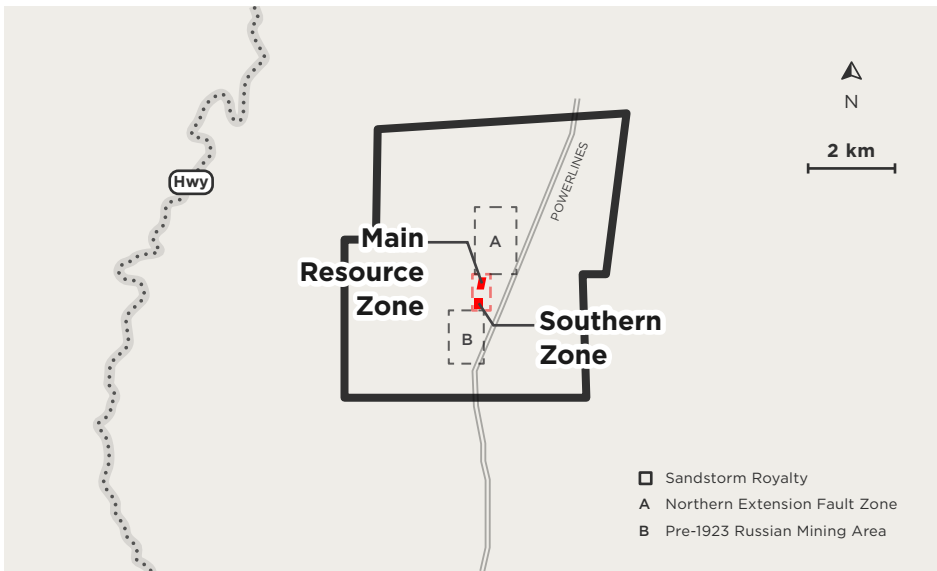 N
2 km
Hwy
POWERLINES
A
Main
Resource
Zone
Southern
Zone
B
Sandstorm Royalty
A Northern Extension Fault Zone
B Pre-1923 Russian Mining Area